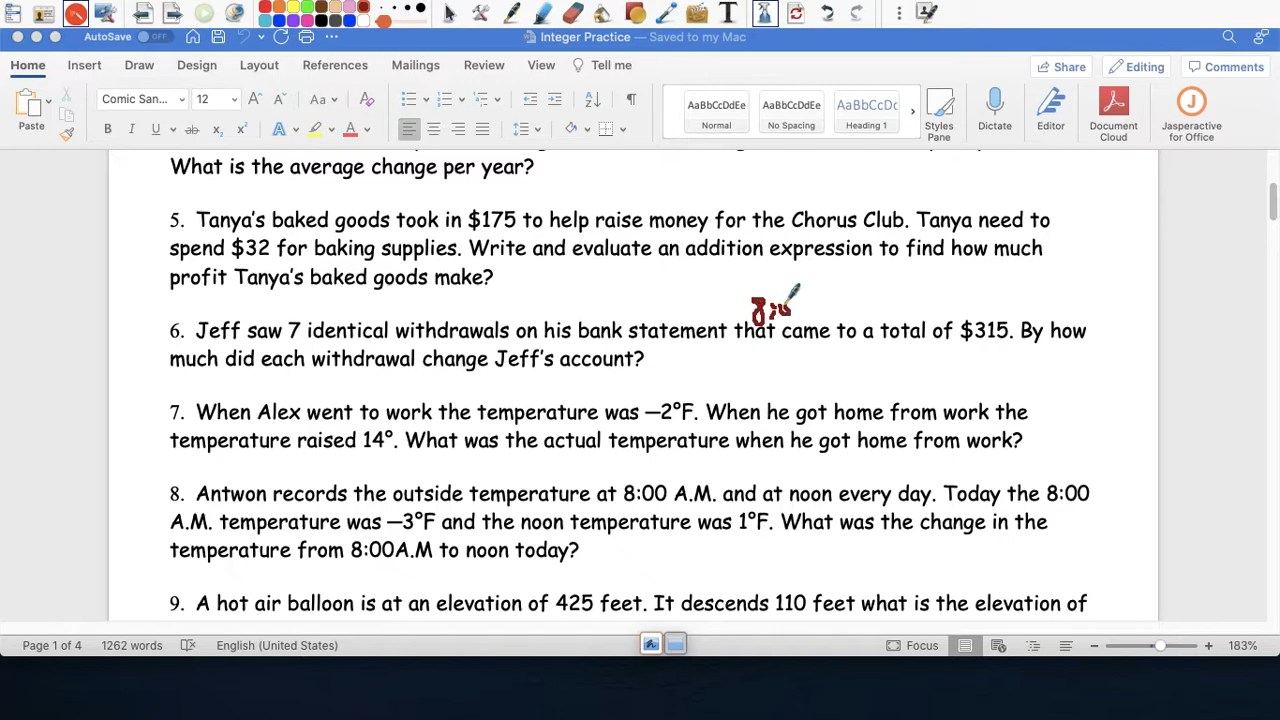 AutoSave
OFF
Integer Practice — Saved to my Mac
Home Insert Draw Design Layout References Mailings Review View Tell me
Share Editing Comments
Paste
Comic San... 12
AaBbCcDdEe AaBbCcDdEe AaBbCcDc
Normal No Spacing Heading 1
Styles Pane
Dictate
Editor
Document Cloud
Jasperactive for Office
What is the average change per year?
5. Tanya's baked goods took in $175 to help raise money for the Chorus Club. Tanya need to
spend $32 for baking supplies. Write and evaluate an addition expression to find how much
profit Tanya's baked goods make?
6. Jeff saw 7 identical withdrawals on his bank statement that came to a total of $315. By how
much did each withdrawal change Jeff's account?
7. When Alex went to work the temperature was —2°F. When he got home from work the
temperature raised 14°. What was the actual temperature when he got home from work?
8. Antwon records the outside temperature at 8:00 A.M. and at noon every day. Today the 8:00
A.M. temperature was —3°F and the noon temperature was 1°F. What was the change in the
temperature from 8:00A.M to noon today?
9. A hot air balloon is at an elevation of 425 feet. It descends 110 feet what is the elevation of
Page 1 of 4 1262 words English (United States) Focus 183%